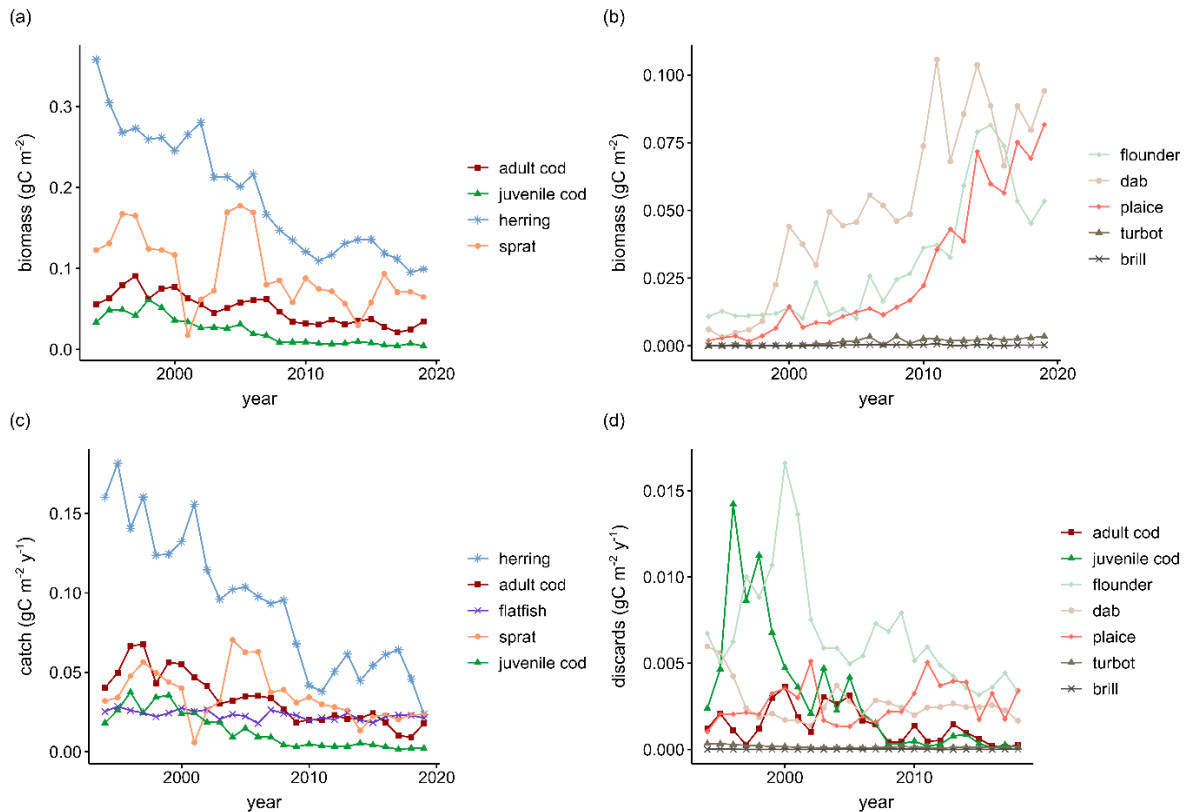 (a)
biomass (gC m⁻²)
0.3
0.2
0.1
0.0
2000 2010 2020
year
adult cod
juvenile cod
herring
sprat
(b)
biomass (gC m⁻²)
0.100
0.075
0.050
0.025
0.000
2000 2010 2020
year
flounder
dab
plaice
turbot
brill
(c)
catch (gC m⁻² y⁻¹)
0.15
0.10
0.05
0.00
2000 2010 2020
year
herring
adult cod
flatfish
sprat
juvenile cod
(d)
discards (gC m⁻² y⁻¹)
0.015
0.010
0.005
0.000
2000 2010
year
adult cod
juvenile cod
flounder
dab
plaice
turbot
brill